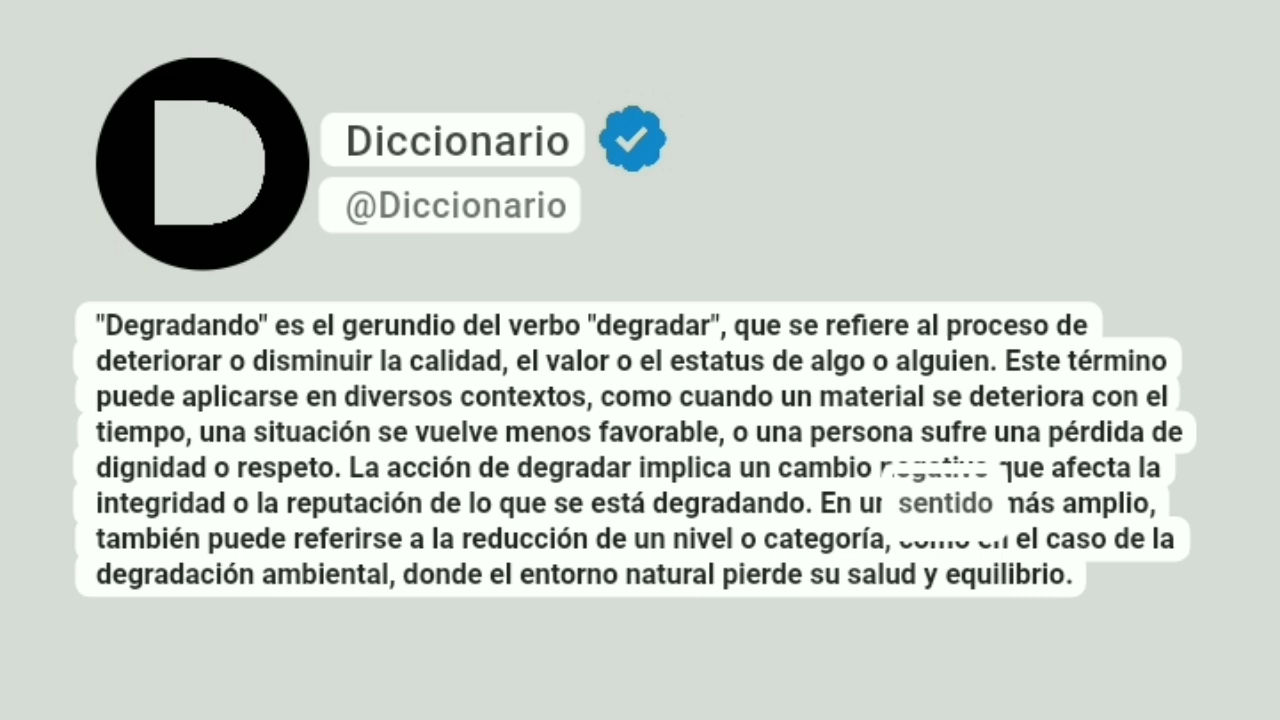 D
Diccionario
@Diccionario
"Degradando" es el gerundio del verbo "degradar", que se refiere al proceso de
deteriorar o disminuir la calidad, el valor o el estatus de algo o alguien. Este término
puede aplicarse en diversos contextos, como cuando un material se deteriora con el
tiempo, una situación se vuelve menos favorable, o una persona sufre una pérdida de
dignidad o respeto. La acción de degradar implica un cambio negativo que afecta la
integridad o la reputación de lo que se está degradando. En un sentido más amplio,
también puede referirse a la reducción de un nivel o categoría, como en el caso de la
degradación ambiental, donde el entorno natural pierde su salud y equilibrio.